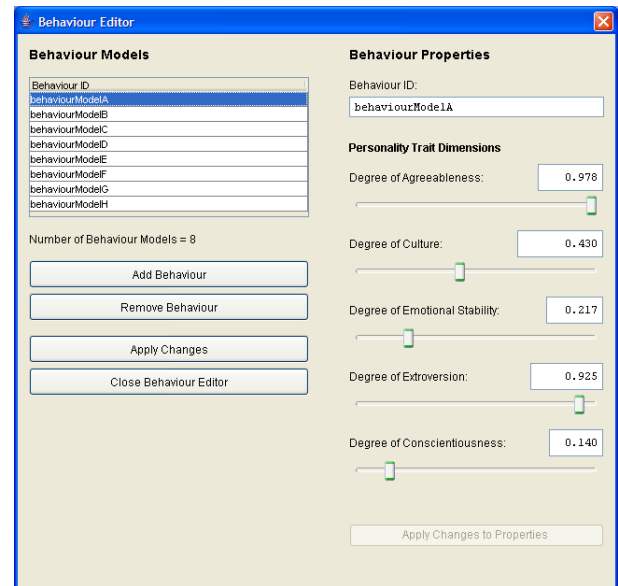 Behaviour Editor
Behaviour Models
Behaviour ID
behaviourModelA
behaviourModelB
behaviourModelC
behaviourModelD
behaviourModelE
behaviourModelF
behaviourModelG
behaviourModelH
Number of Behaviour Models = 8
Add Behaviour
Remove Behaviour
Apply Changes
Close Behaviour Editor
Behaviour Properties
Behaviour ID:
behaviourModelA
Personality Trait Dimensions
Degree of Agreeableness: 0.978
Degree of Culture: 0.430
Degree of Emotional Stability: 0.217
Degree of Extroversion: 0.925
Degree of Conscientiousness: 0.140
Apply Changes to Properties